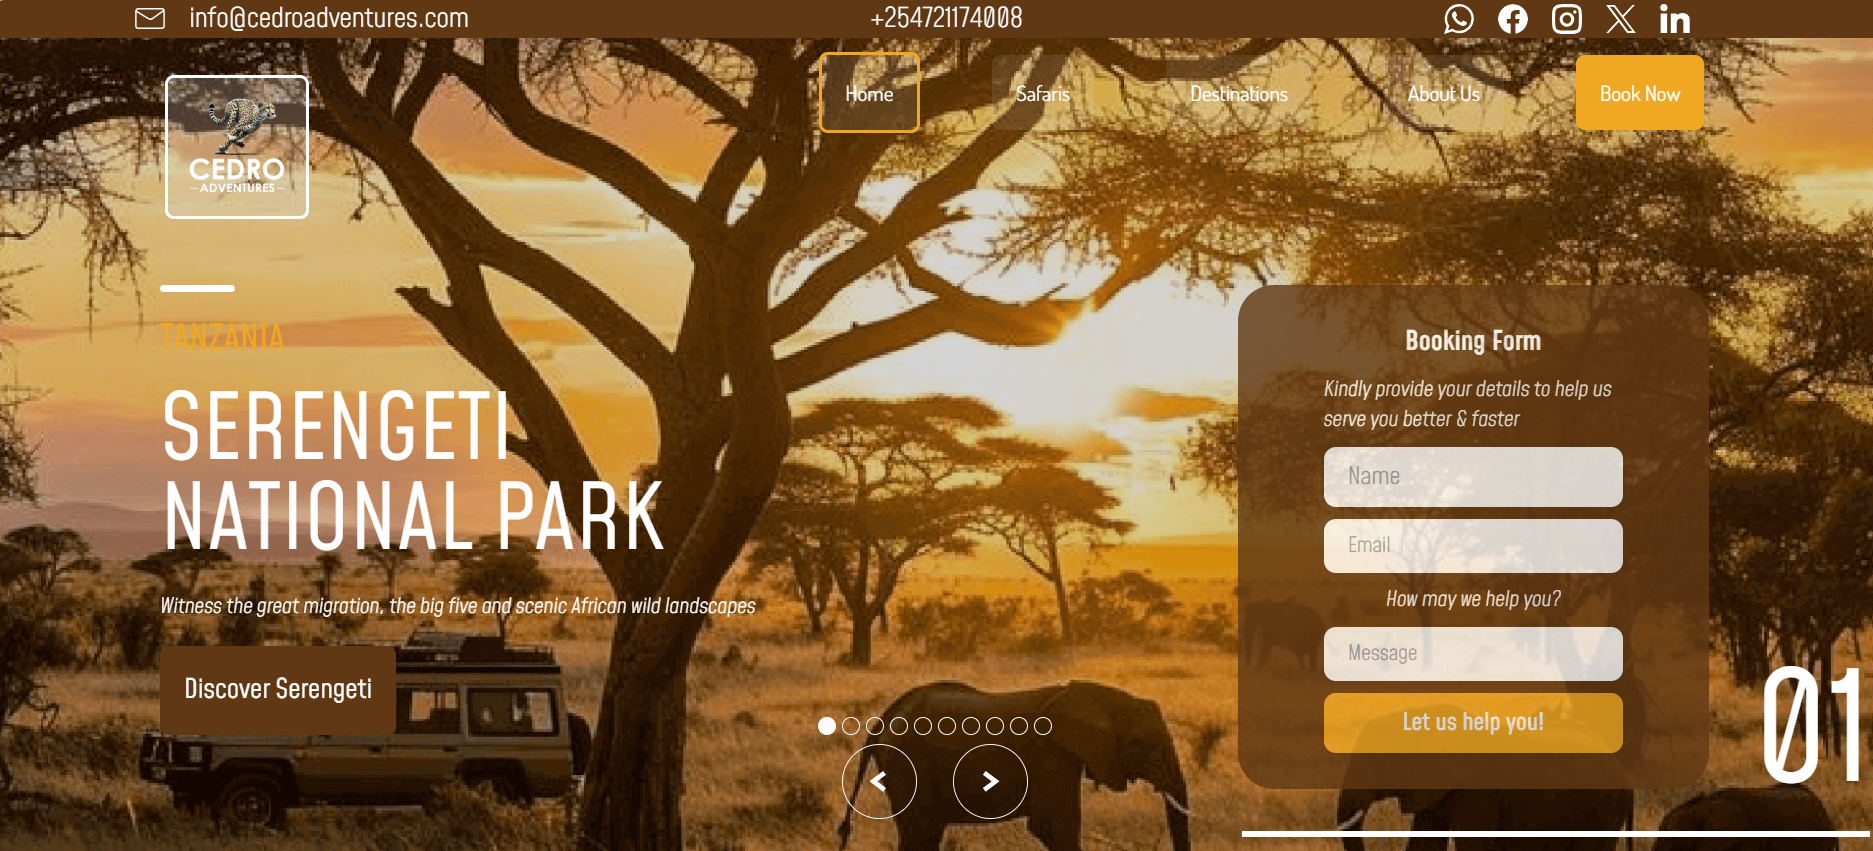 info@cedroadventures.com
+254721174008
Home
Safaris
Destinations
About Us
Book Now
CEDRO
ADVENTURES
TANZANIA
SERENGETI
NATIONAL PARK
Witness the great migration, the big five and scenic African wild landscapes
Discover Serengeti
Booking Form
Kindly provide your details to help us
serve you better & faster
Name
Email
How may we help you?
Message
Let us help you!
01